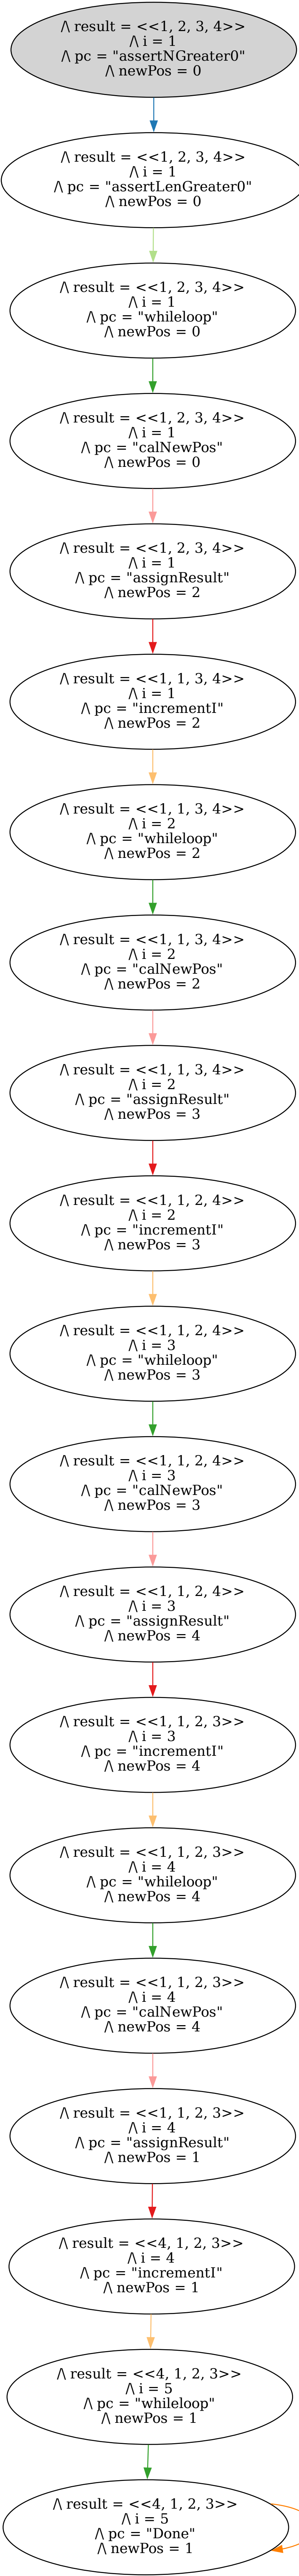 /\ result = <<1, 2, 3, 4>>
/\ i = 1
/\ pc = "assertNGreater0"
/\ newPos = 0
/\ result = <<1, 2, 3, 4>>
/\ i = 1
/\ pc = "assertLenGreater0"
/\ newPos = 0
/\ result = <<1, 2, 3, 4>>
/\ i = 1
/\ pc = "whileloop"
/\ newPos = 0
/\ result = <<1, 2, 3, 4>>
/\ i = 1
/\ pc = "calNewPos"
/\ newPos = 0
/\ result = <<1, 2, 3, 4>>
/\ i = 1
/\ pc = "assignResult"
/\ newPos = 2
/\ result = <<1, 1, 3, 4>>
/\ i = 1
/\ pc = "incrementI"
/\ newPos = 2
/\ result = <<1, 1, 3, 4>>
/\ i = 2
/\ pc = "whileloop"
/\ newPos = 2
/\ result = <<1, 1, 3, 4>>
/\ i = 2
/\ pc = "calNewPos"
/\ newPos = 2
/\ result = <<1, 1, 3, 4>>
/\ i = 2
/\ pc = "assignResult"
/\ newPos = 3
/\ result = <<1, 1, 2, 4>>
/\ i = 2
/\ pc = "incrementI"
/\ newPos = 3
/\ result = <<1, 1, 2, 4>>
/\ i = 3
/\ pc = "whileloop"
/\ newPos = 3
/\ result = <<1, 1, 2, 4>>
/\ i = 3
/\ pc = "calNewPos"
/\ newPos = 3
/\ result = <<1, 1, 2, 4>>
/\ i = 3
/\ pc = "assignResult"
/\ newPos = 4
/\ result = <<1, 1, 2, 3>>
/\ i = 3
/\ pc = "incrementI"
/\ newPos = 4
/\ result = <<1, 1, 2, 3>>
/\ i = 4
/\ pc = "whileloop"
/\ newPos = 4
/\ result = <<1, 1, 2, 3>>
/\ i = 4
/\ pc = "calNewPos"
/\ newPos = 4
/\ result = <<1, 1, 2, 3>>
/\ i = 4
/\ pc = "assignResult"
/\ newPos = 1
/\ result = <<4, 1, 2, 3>>
/\ i = 4
/\ pc = "incrementI"
/\ newPos = 1
/\ result = <<4, 1, 2, 3>>
/\ i = 5
/\ pc = "whileloop"
/\ newPos = 1
/\ result = <<4, 1, 2, 3>>
/\ i = 5
/\ pc = "Done"
/\ newPos = 1